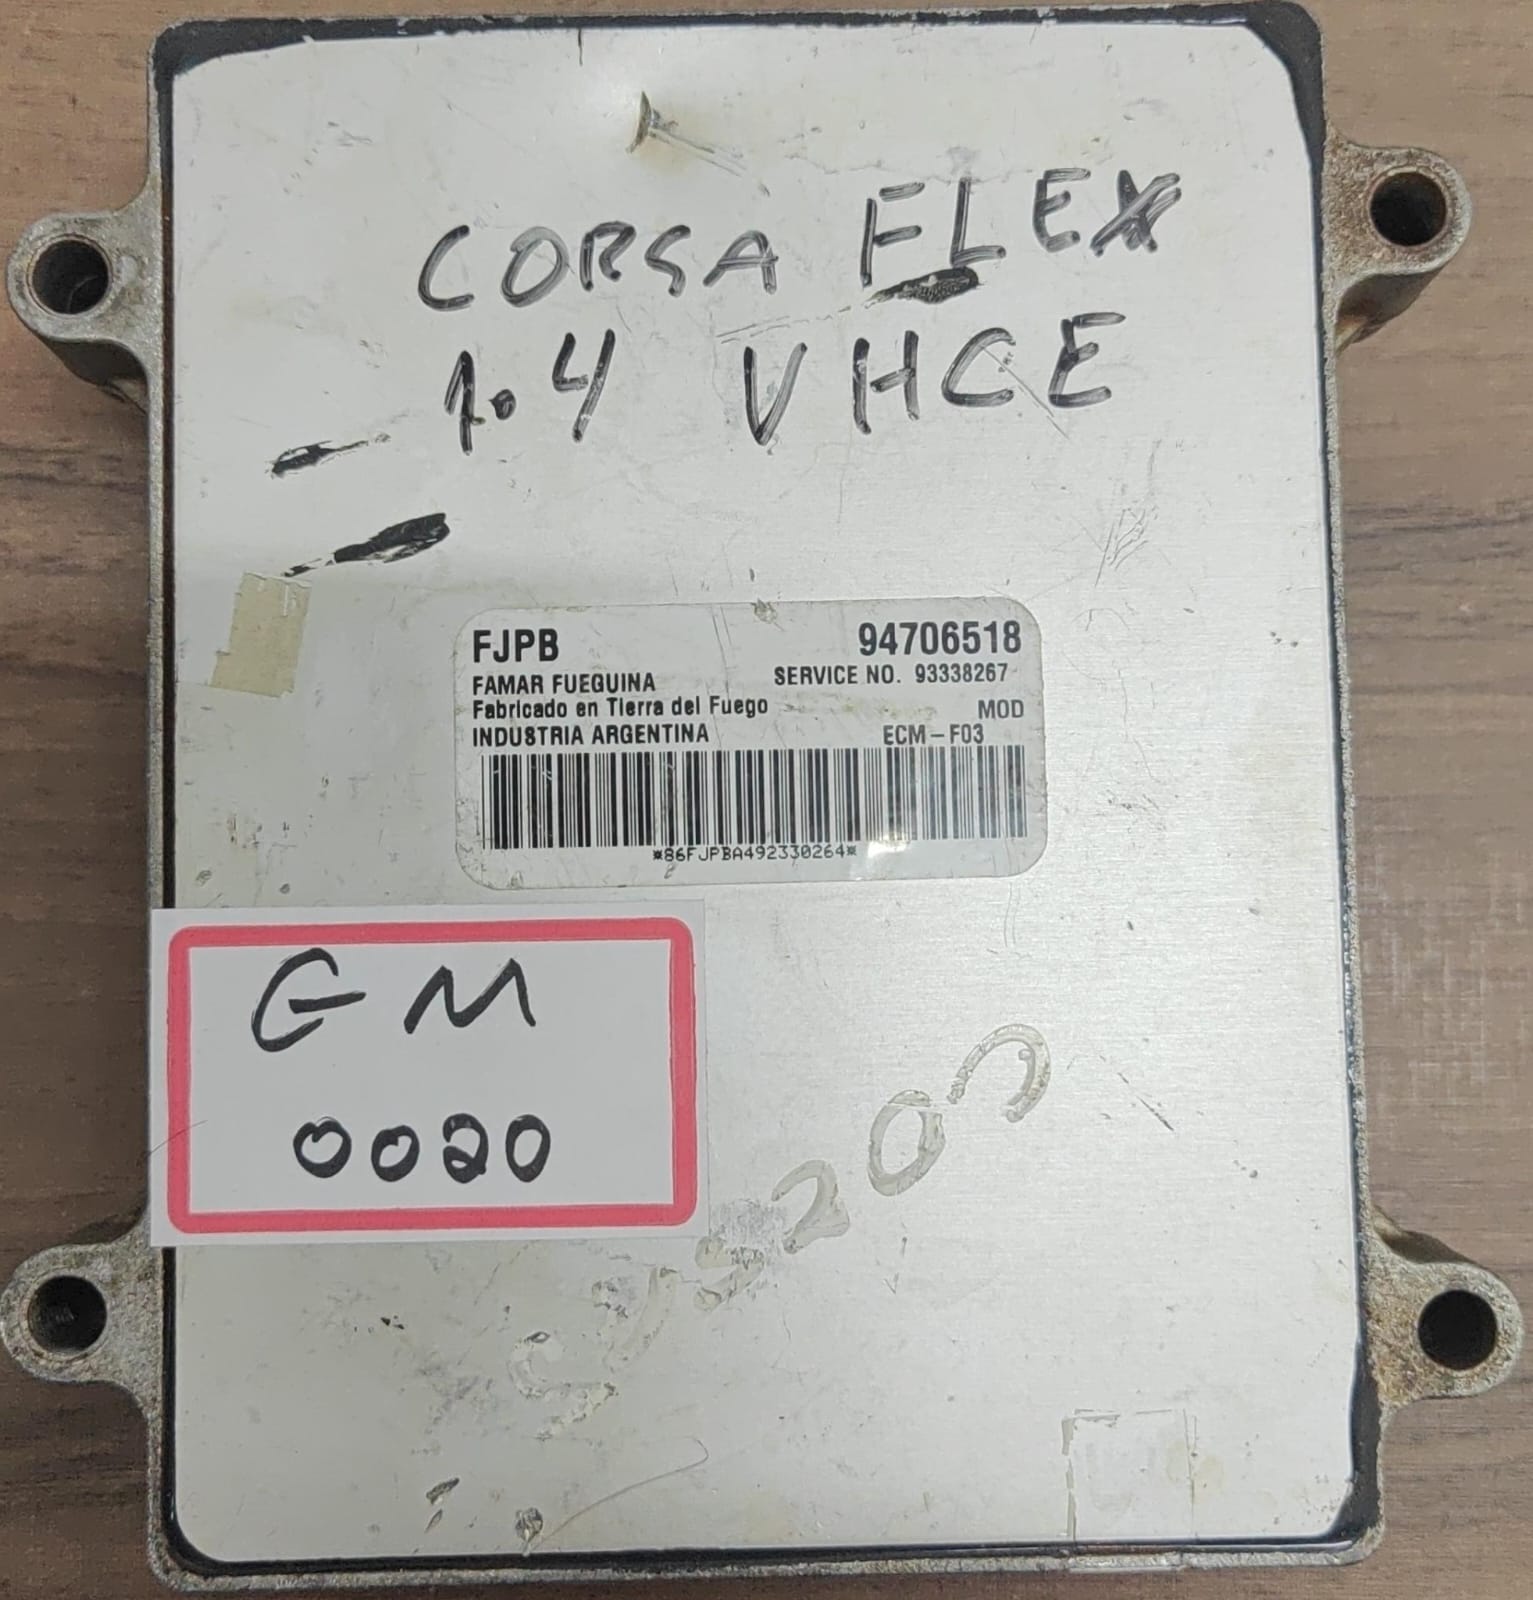 CORSA FLEX
1.4 VHCE
FJPB 94706518
FAMAR FUEGUINA SERVICE NO. 93338267
Fabricado en Tierra del Fuego MOD
INDUSTRIA ARGENTINA ECM-F03
*86FJPBA492330264*
GM
0020